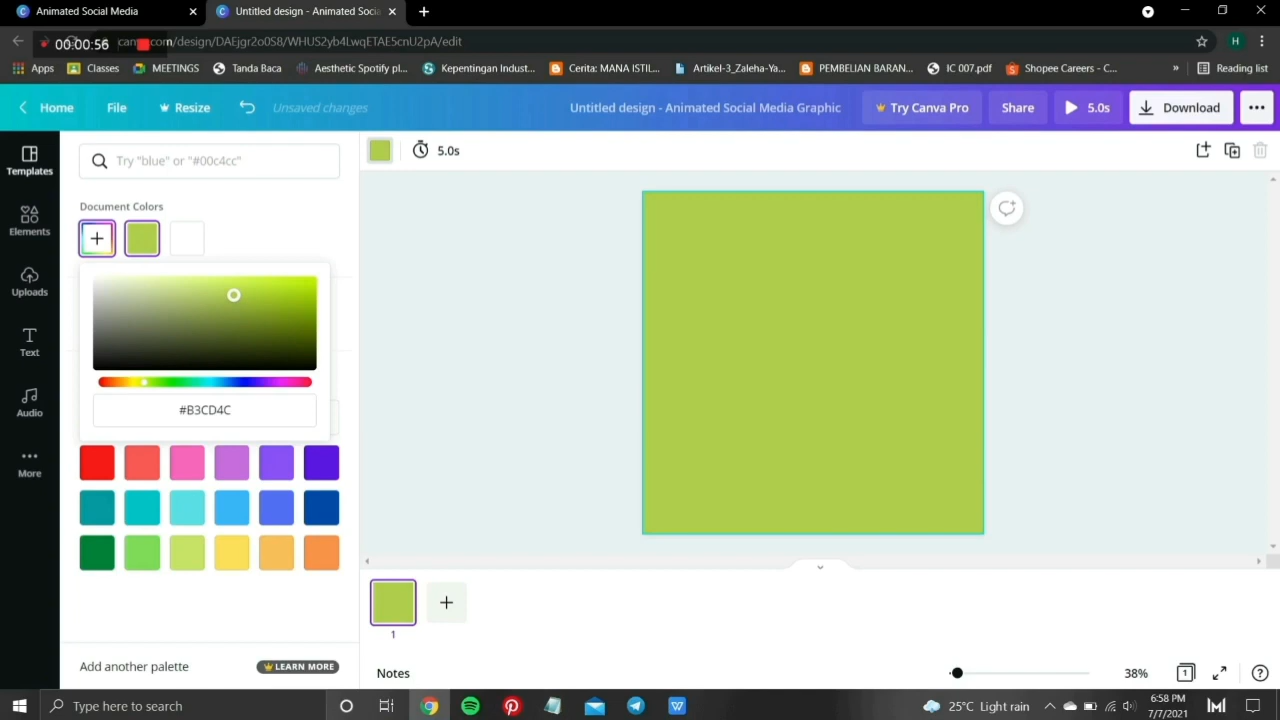 Animated Social Media
Untitled design - Animated Socia
00:00:56
.com/design/DAEjgr2o0S8/WHUS2yb4LwqETAE5cnU2pA/edit
H
Apps
Classes
MEETINGS
Tanda Baca
Aesthetic Spotify pl...
Kepentingan Indust...
Cerita: MANA ISTIL...
Artikel-3_Zaleha-Ya...
PEMBELIAN BARAN...
IC 007.pdf
Shopee Careers - C...
»
Reading list
Home
File
Resize
Unsaved changes
Untitled design - Animated Social Media Graphic
Try Canva Pro
Share
5.0s
Download
Templates
Elements
Uploads
Text
Audio
More
Try "blue" or "#00c4cc"
5.0s
Document Colors
#B3CD4C
1
Add another palette
LEARN MORE
Notes
38%
1
Type here to search
25°C Light rain
6:58 PM
7/7/2021